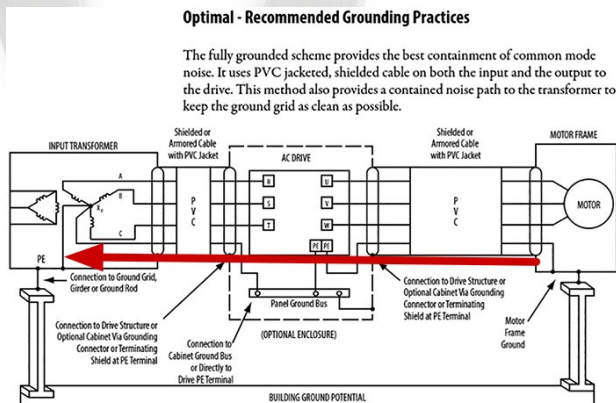 Optimal - Recommended Grounding Practices
The fully grounded scheme provides the best containment of common mode
noise. It uses PVC jacketed, shielded cable on both the input and the output to
the drive. This method also provides a contained noise path to the transformer to
keep the ground grid as clean as possible.
INPUT TRANSFORMER
Shielded or
Armored Cable
with PVC Jacket
AC DRIVE
Shielded or
Armored Cable
with PVC Jacket
MOTOR FRAME
A
B
C
X₀
P
V
C
R
S
T
U
V
W
PE
PE
P
V
C
MOTOR
PE
Connection to Ground Grid,
Girder or Ground Rod
Panel Ground Bus
(OPTIONAL ENCLOSURE)
Connection to Drive Structure or
Optional Cabinet Via Grounding
Connector or Terminating
Shield at PE Terminal
Connection to
Cabinet Ground Bus
or Directly to
Drive PE Terminal
Connection to Drive Structure or
Optional Cabinet Via Grounding
Connector or Terminating
Shield at PE Terminal
Motor
Frame
Ground
BUILDING GROUND POTENTIAL